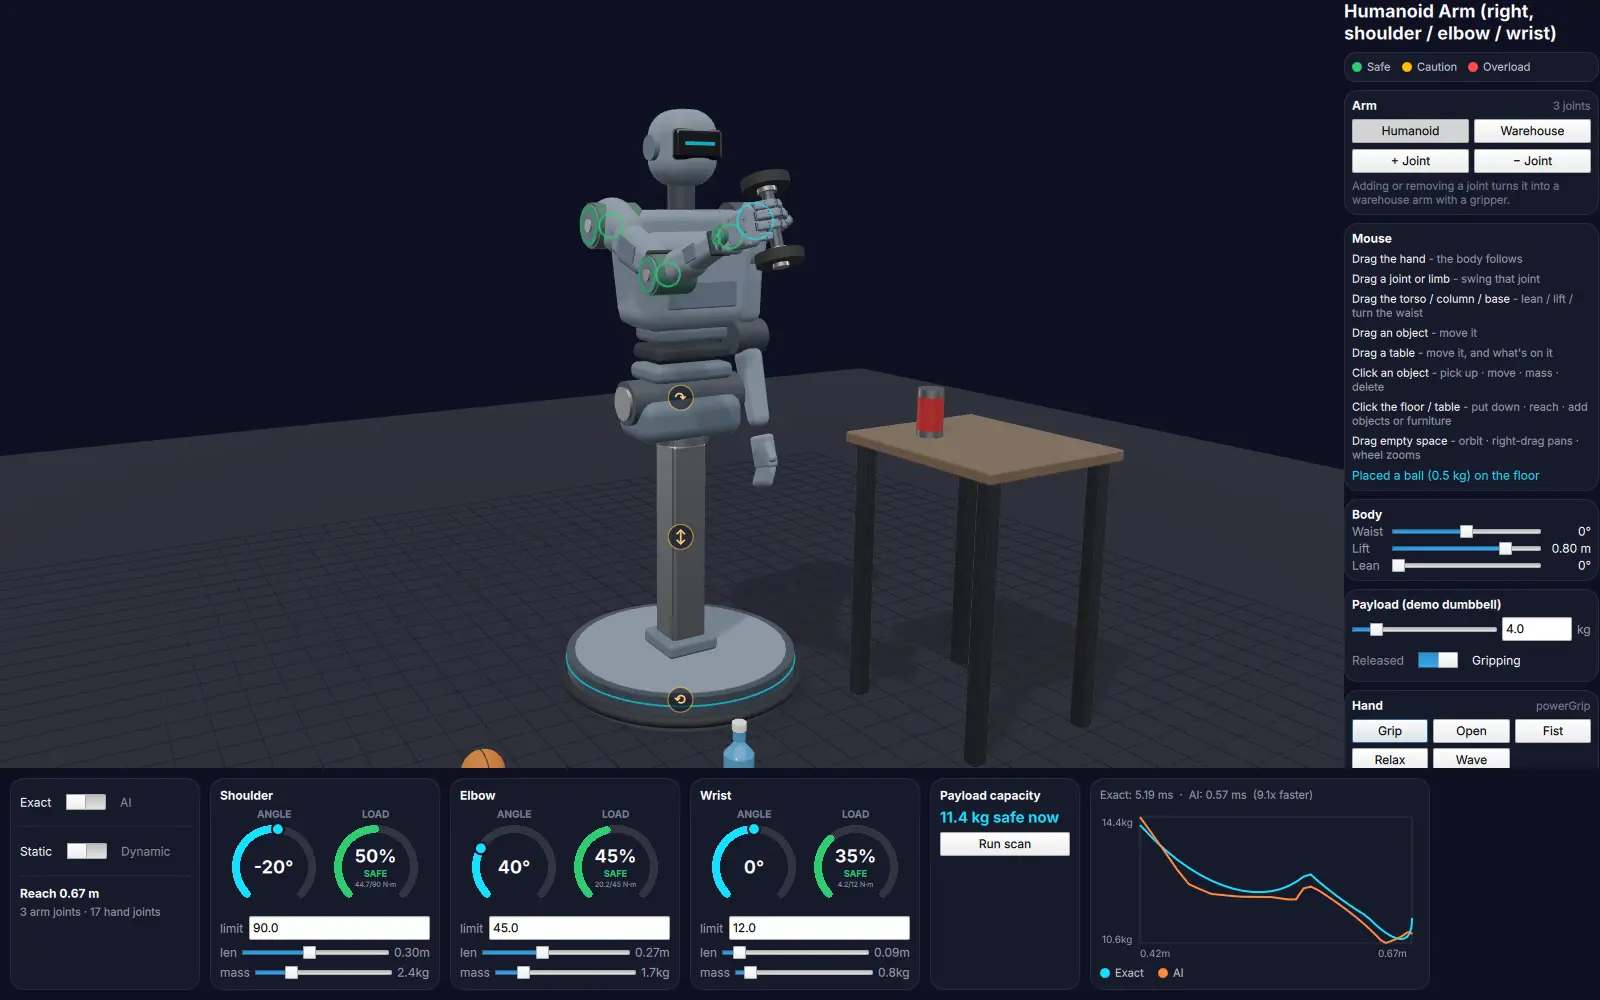 Humanoid Arm (right,
shoulder / elbow / wrist)
Safe Caution Overload
Arm 3 joints
Humanoid Warehouse
+ Joint − Joint
Adding or removing a joint turns it into a
warehouse arm with a gripper.
Mouse
Drag the hand - the body follows
Drag a joint or limb - swing that joint
Drag the torso / column / base - lean / lift /
turn the waist
Drag an object - move it
Drag a table - move it, and what's on it
Click an object - pick up · move · mass ·
delete
Click the floor / table - put down · reach · add
objects or furniture
Drag empty space - orbit · right-drag pans ·
wheel zooms
Placed a ball (0.5 kg) on the floor
Body
Waist 0°
Lift 0.80 m
Lean 0°
Payload (demo dumbbell)
4.0 kg
Released Gripping
Hand powerGrip
Grip Open Fist
Relax Wave
Exact AI
Static Dynamic
Reach 0.67 m
3 arm joints · 17 hand joints
Shoulder
ANGLE LOAD
-20° 50%
SAFE
44.7/90 N·m
limit 90.0
len 0.30m
mass 2.4kg
Elbow
ANGLE LOAD
40° 45%
SAFE
20.2/45 N·m
limit 45.0
len 0.27m
mass 1.7kg
Wrist
ANGLE LOAD
0° 35%
SAFE
4.2/12 N·m
limit 12.0
len 0.09m
mass 0.8kg
Payload capacity
11.4 kg safe now
Run scan
Exact: 5.19 ms · AI: 0.57 ms (9.1x faster)
14.4kg
10.6kg
0.42m 0.67m
Exact AI